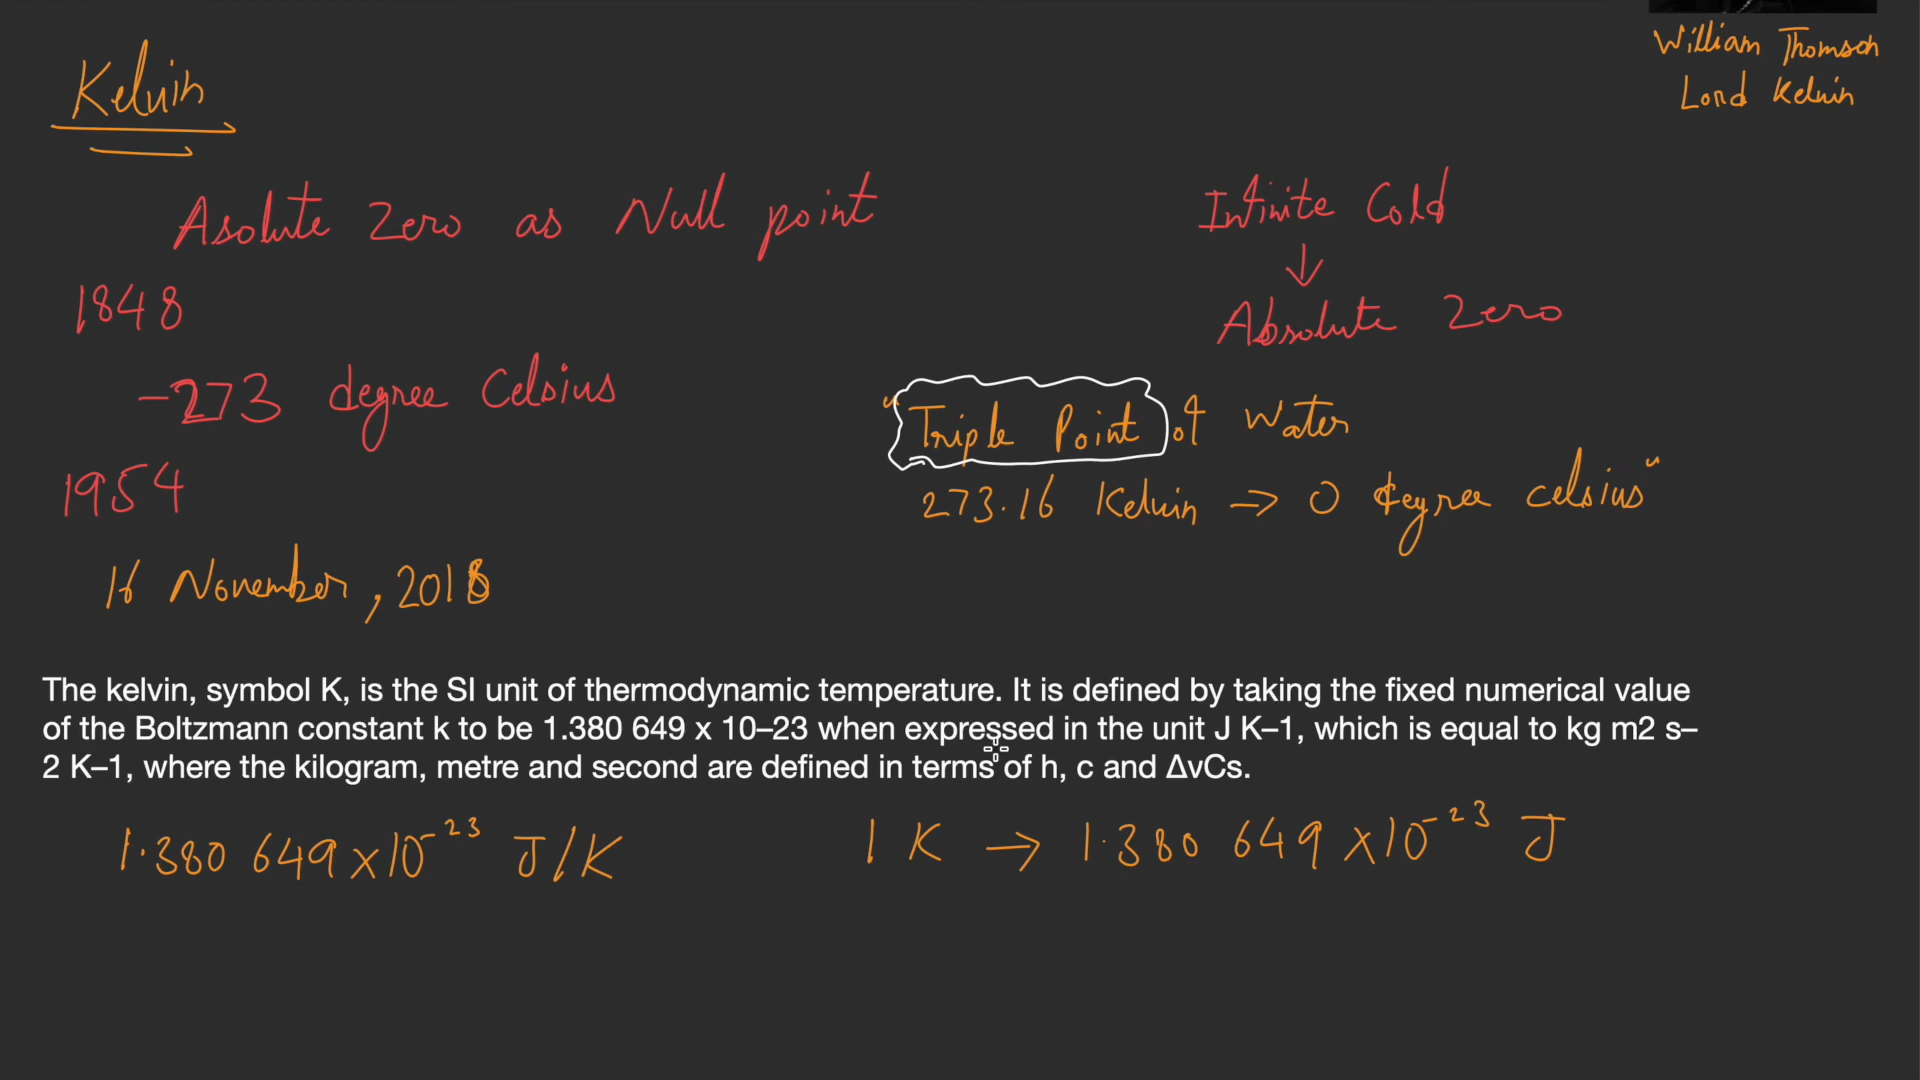 William Thomson
Lord Kelvin
Kelvin
Asolute Zero as Null point
Infinite Cold
↓
Absolute Zero
1848
-273 degree Celsius
"Triple Point of Water
273.16 Kelvin → 0 degree celsius"
1954
16 November, 2018
The kelvin, symbol K, is the SI unit of thermodynamic temperature. It is defined by taking the fixed numerical value
of the Boltzmann constant k to be 1.380 649 x 10–23 when expressed in the unit J K–1, which is equal to kg m2 s–
2 K–1, where the kilogram, metre and second are defined in terms of h, c and ΔνCs.
1.380 649 x 10⁻²³ J/K
1 K → 1.380 649 x 10⁻²³ J